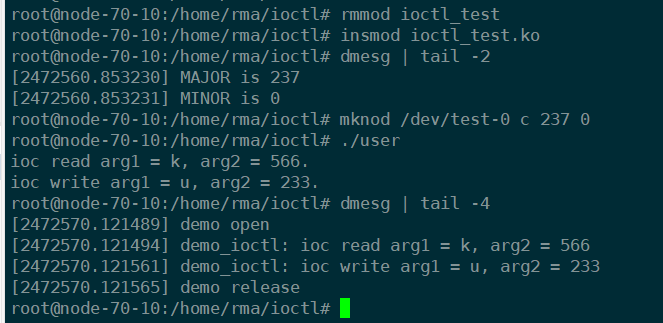 root@node-70-10:/home/rma/ioctl# rmmod ioctl_test
root@node-70-10:/home/rma/ioctl# insmod ioctl_test.ko
root@node-70-10:/home/rma/ioctl# dmesg | tail -2
[2472560.853230] MAJOR is 237
[2472560.853231] MINOR is 0
root@node-70-10:/home/rma/ioctl# mknod /dev/test-0 c 237 0
root@node-70-10:/home/rma/ioctl# ./user
ioc read arg1 = k, arg2 = 566.
ioc write arg1 = u, arg2 = 233.
root@node-70-10:/home/rma/ioctl# dmesg | tail -4
[2472570.121489] demo open
[2472570.121494] demo_ioctl: ioc read arg1 = k, arg2 = 566
[2472570.121561] demo_ioctl: ioc write arg1 = u, arg2 = 233
[2472570.121565] demo release
root@node-70-10:/home/rma/ioctl#